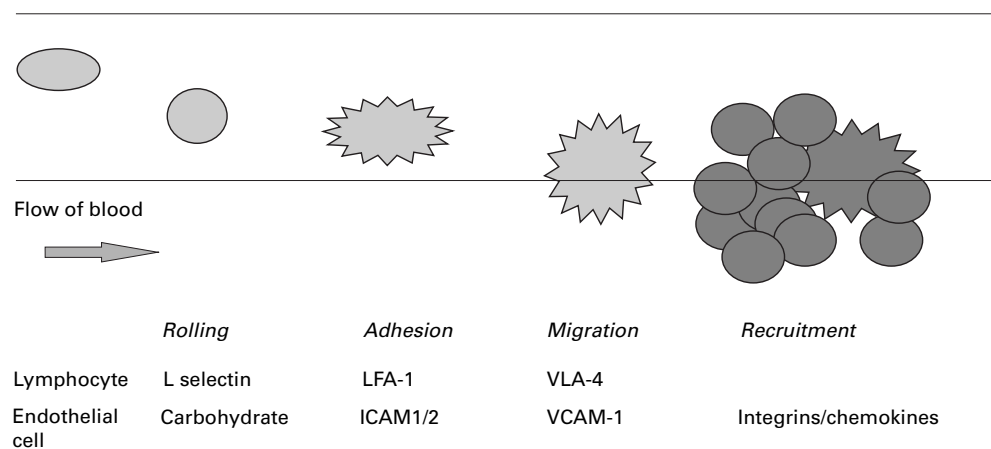 Flow of blood
Rolling Adhesion Migration Recruitment
Lymphocyte L selectin LFA-1 VLA-4
Endothelial Carbohydrate ICAM1/2 VCAM-1 Integrins/chemokines
cell